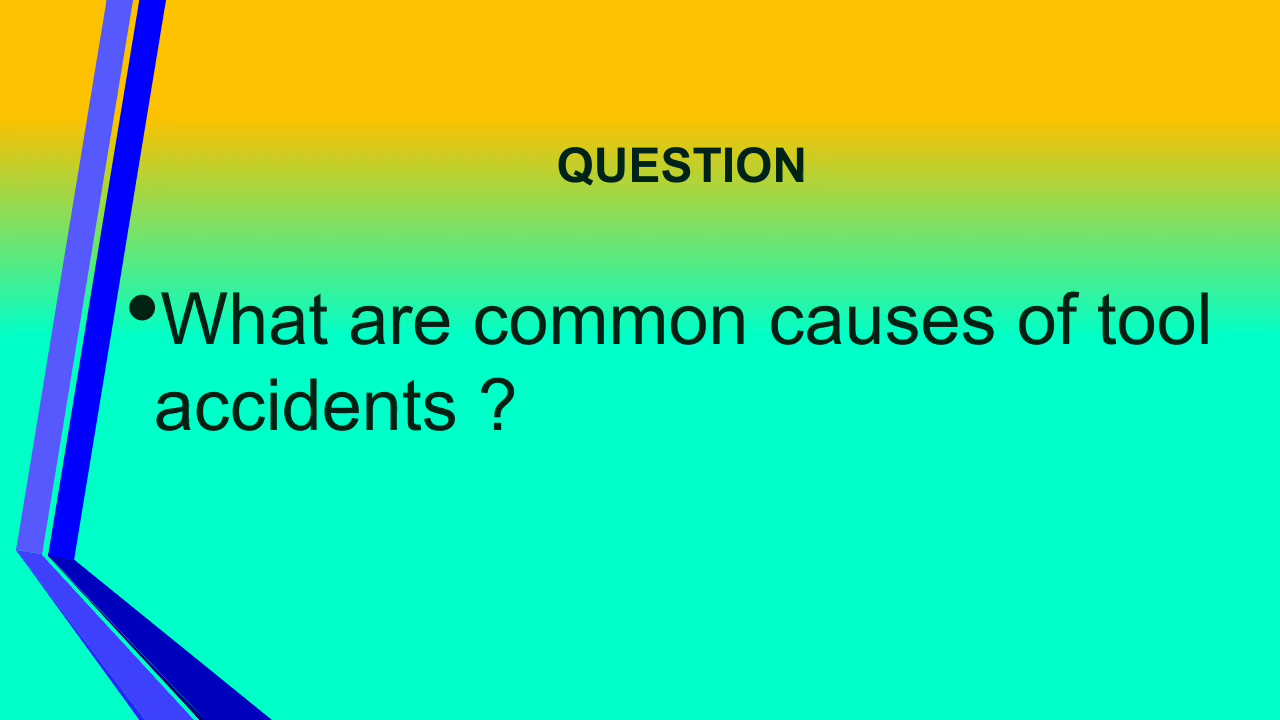 QUESTION
•What are common causes of tool
accidents ?